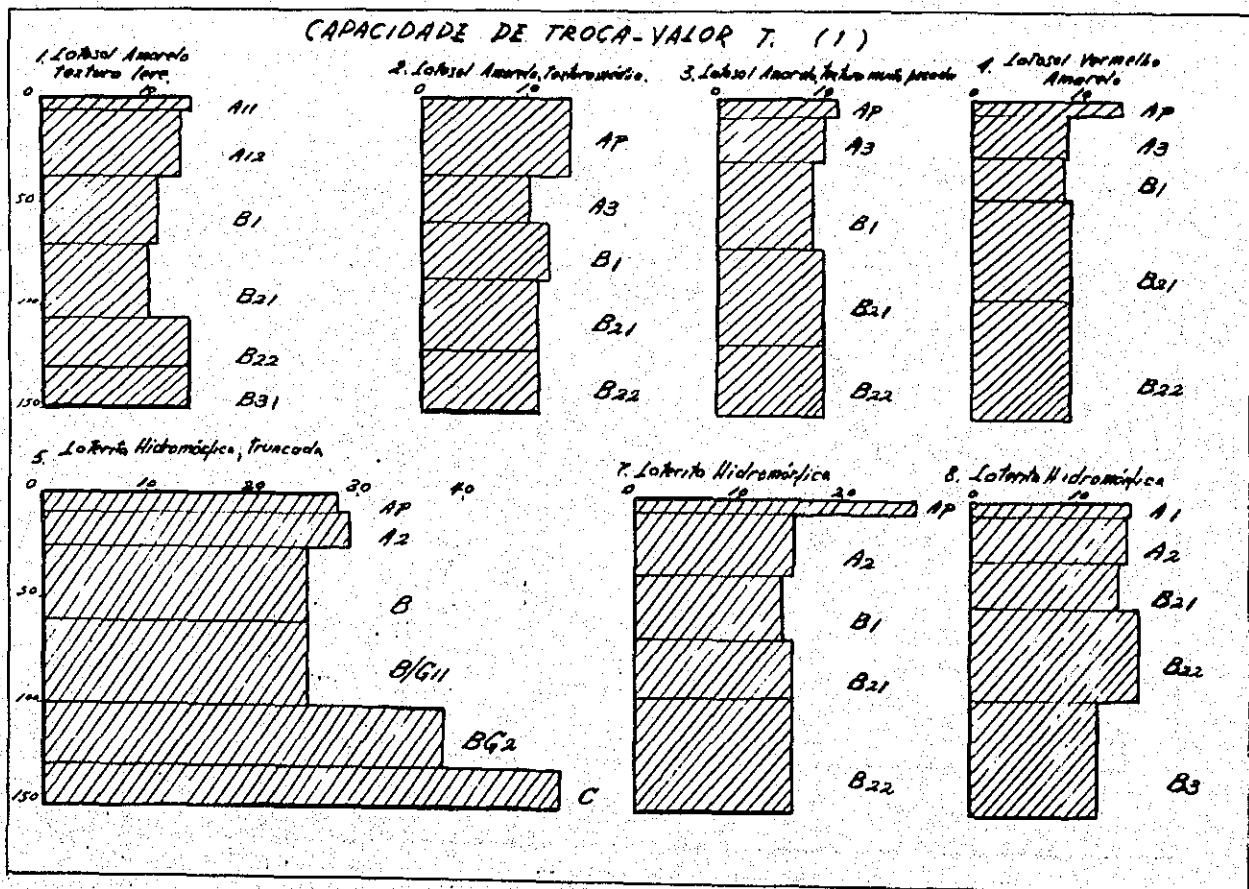 CAPACIDADE DE TROCA-VALOR T. (1)
1. Latosol Amarelo
textura leve.
0 10
A11
A12
50
B1
100
B21
B22
150
B31
2. Latosol Amarelo, textura média.
0 10
AP
A3
B1
B21
B22
3. Latosol Amarelo, textura muito pesada
0 10
AP
A3
B1
B21
B22
4. Latosol Vermelho
Amarelo
0 10
AP
A3
B1
B21
B22
5. Laterita Hidromórfica, Truncada
0 10 20 30 40
AP
A2
50
B
B/G11
100
BG2
150
C
7. Laterita Hidromórfica
0 10 20
AP
A2
B1
B21
B22
8. Laterita Hidromórfica
0 10
A1
A2
B21
B22
B3